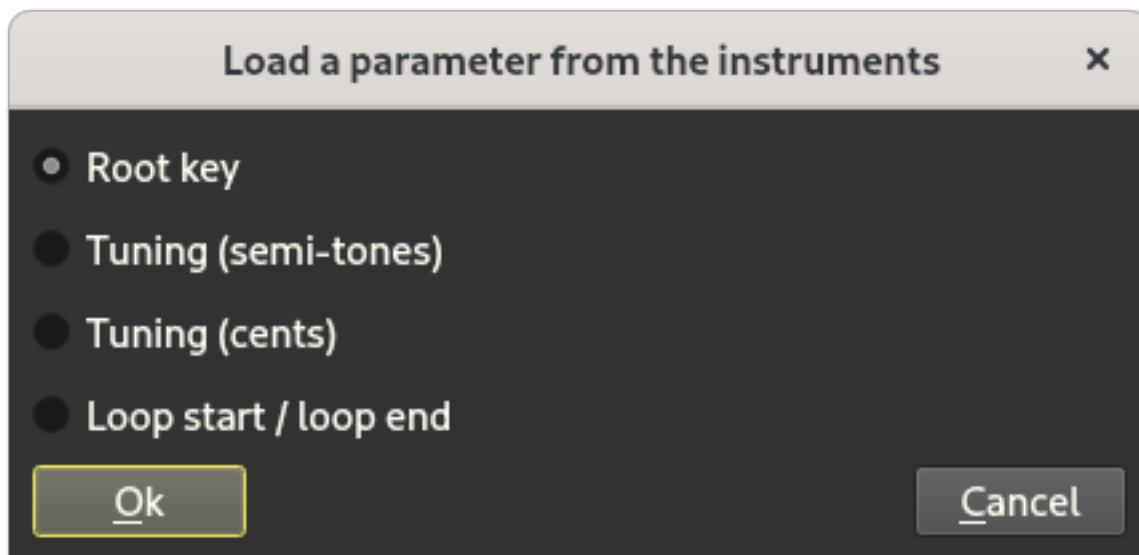 Load a parameter from the instruments
Root key
Tuning (semi-tones)
Tuning (cents)
Loop start / loop end
Ok
Cancel